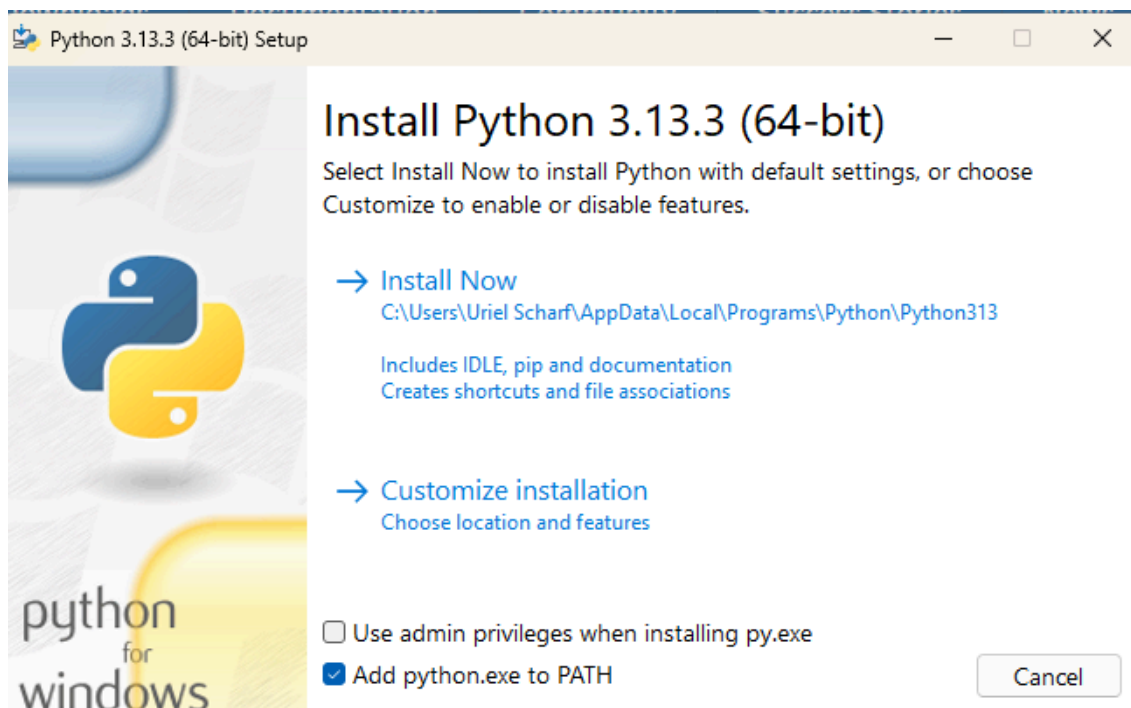 Python 3.13.3 (64-bit) Setup
Install Python 3.13.3 (64-bit)
Select Install Now to install Python with default settings, or choose
Customize to enable or disable features.
→ Install Now
C:\Users\Uriel Scharf\AppData\Local\Programs\Python\Python313
Includes IDLE, pip and documentation
Creates shortcuts and file associations
→ Customize installation
Choose location and features
Use admin privileges when installing py.exe
Add python.exe to PATH
Cancel
python
for
windows